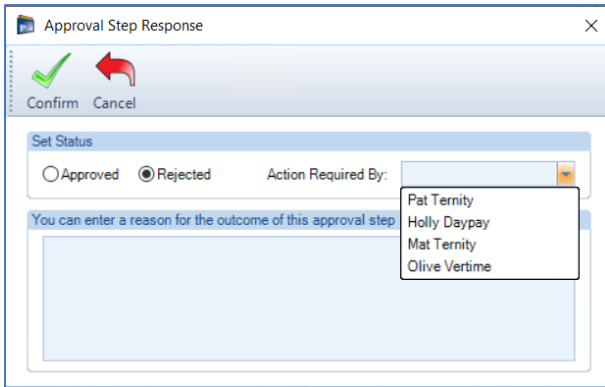 Approval Step Response
Confirm Cancel
Set Status
Approved Rejected Action Required By:
Pat Ternity
You can enter a reason for the outcome of this approval step
Holly Daypay
Mat Ternity
Olive Vertime